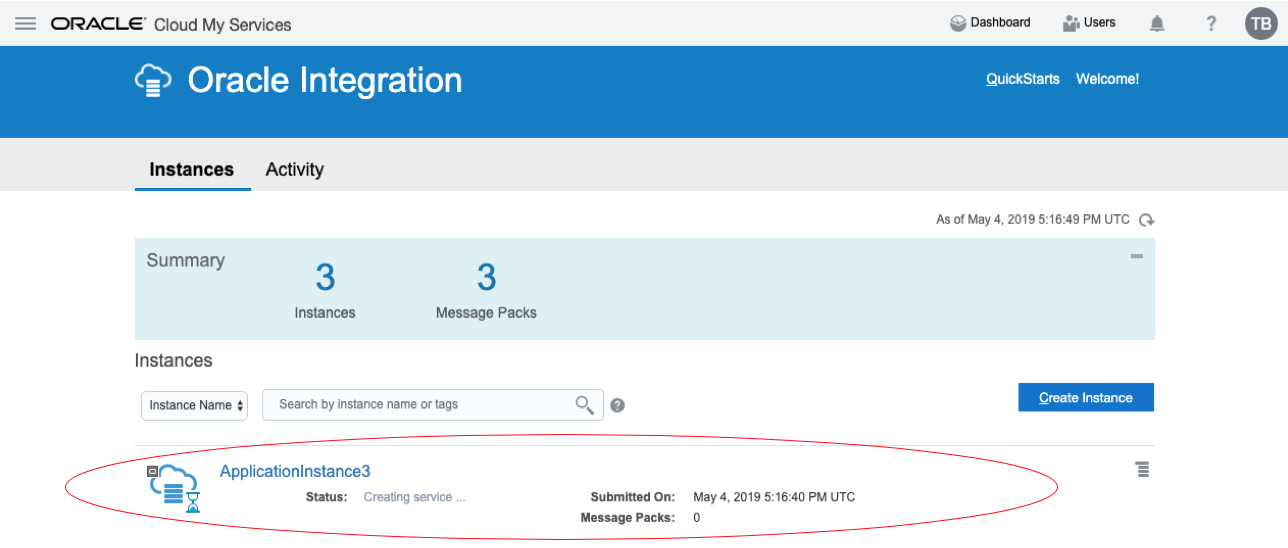 ORACLE Cloud My Services Dashboard Users ? TB
Oracle Integration QuickStarts Welcome!
Instances Activity
As of May 4, 2019 5:16:49 PM UTC
Summary
3 3
Instances Message Packs
Instances
Instance Name Search by instance name or tags ? Create Instance
ApplicationInstance3
Status: Creating service ... Submitted On: May 4, 2019 5:16:40 PM UTC
Message Packs: 0